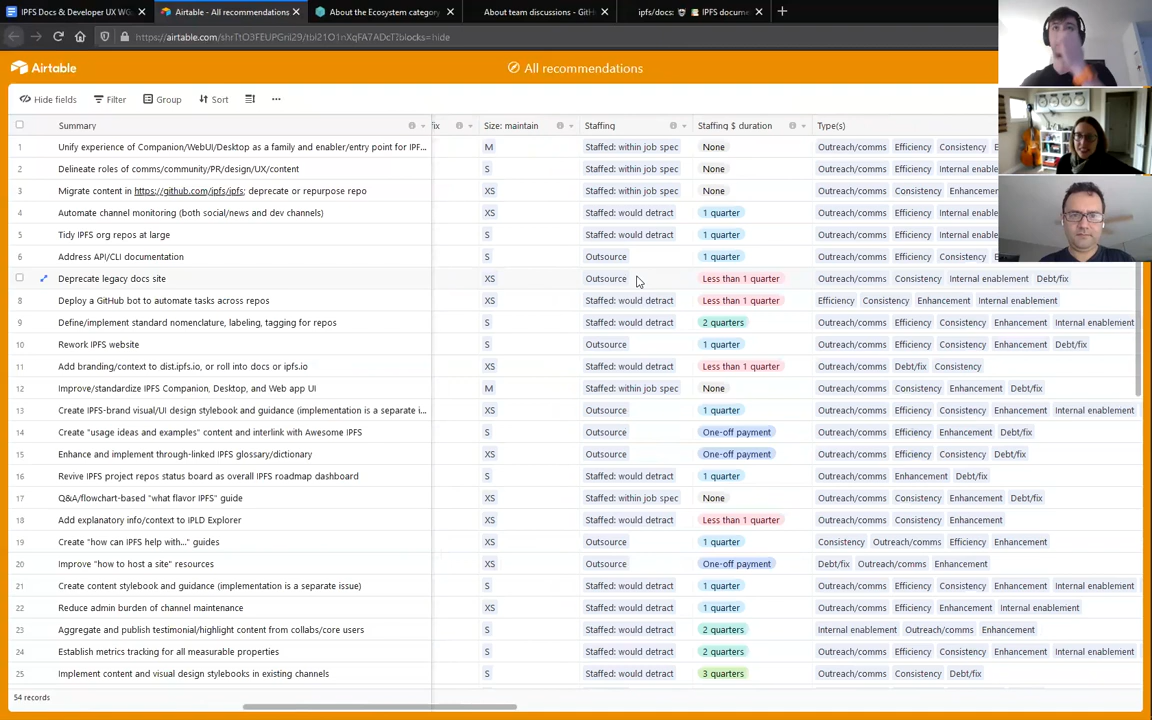 IPFS Docs & Developer UX WG
Airtable - All recommendations
About the Ecosystem category
About team discussions - GitH
ipfs/docs: IPFS docum
https://airtable.com/
Airtable
All recommendations
Hide fields Filter Group Sort
Summary fix Size: maintain Staffing Staffing $ duration Type(s)
1 Unify experience of Companion/WebUI/Desktop as a family and enabler/entry point for IPF... M Staffed: within job spec None Outreach/comms Efficiency Consistency E
2 Delineate roles of comms/community/PR/design/UX/content S Staffed: within job spec None Outreach/comms Efficiency Internal enableme
3 Migrate content in https://github.com/ipfs/ipfs; deprecate or repurpose repo XS Staffed: within job spec None Outreach/comms Consistency Enhancem
4 Automate channel monitoring (both social/news and dev channels) XS Staffed: would detract 1 quarter Outreach/comms Efficiency Internal enableme
5 Tidy IPFS org repos at large S Staffed: would detract 1 quarter Outreach/comms Efficiency Internal enableme
6 Address API/CLI documentation S Outsource 1 quarter Outreach/comms Efficiency Consistency
Deprecate legacy docs site XS Outsource Less than 1 quarter Outreach/comms Consistency Internal enablement Debt/fix
8 Deploy a GitHub bot to automate tasks across repos XS Staffed: would detract Less than 1 quarter Efficiency Consistency Enhancement Internal enablement
9 Define/implement standard nomenclature, labeling, tagging for repos S Staffed: would detract 2 quarters Outreach/comms Efficiency Consistency Enhancement Internal enablement
10 Rework IPFS website S Outsource 1 quarter Outreach/comms Efficiency Consistency Enhancement Debt/fix
11 Add branding/context to dist.ipfs.io, or roll into docs or ipfs.io XS Staffed: would detract Less than 1 quarter Outreach/comms Debt/fix Consistency
12 Improve/standardize IPFS Companion, Desktop, and Web app UI M Staffed: within job spec None Outreach/comms Consistency Enhancement Debt/fix
13 Create IPFS-brand visual/UI design stylebook and guidance (implementation is a separate i... XS Outsource 1 quarter Outreach/comms Efficiency Consistency Enhancement Internal enablement
14 Create "usage ideas and examples" content and interlink with Awesome IPFS S Outsource One-off payment Outreach/comms Efficiency Enhancement Debt/fix
15 Enhance and implement through-linked IPFS glossary/dictionary XS Outsource One-off payment Outreach/comms Efficiency Consistency Debt/fix
16 Revive IPFS project repos status board as overall IPFS roadmap dashboard S Staffed: would detract 1 quarter Outreach/comms Enhancement Debt/fix
17 Q&A/flowchart-based "what flavor IPFS" guide XS Staffed: within job spec None Outreach/comms Consistency Enhancement Debt/fix
18 Add explanatory info/context to IPLD Explorer XS Staffed: would detract Less than 1 quarter Outreach/comms Consistency Enhancement
19 Create "how can IPFS help with..." guides XS Outsource 1 quarter Consistency Outreach/comms Efficiency Enhancement
20 Improve "how to host a site" resources XS Outsource One-off payment Debt/fix Outreach/comms Enhancement
21 Create content stylebook and guidance (implementation is a separate issue) S Staffed: would detract 1 quarter Outreach/comms Efficiency Consistency Enhancement Internal enablement
22 Reduce admin burden of channel maintenance XS Staffed: would detract 1 quarter Outreach/comms Efficiency Enhancement Internal enablement
23 Aggregate and publish testimonial/highlight content from collabs/core users S Staffed: would detract 2 quarters Internal enablement Outreach/comms Enhancement
24 Establish metrics tracking for all measurable properties S Staffed: would detract 2 quarters Outreach/comms Efficiency Consistency Enhancement Internal enablement
25 Implement content and visual design stylebooks in existing channels S Staffed: would detract 3 quarters Outreach/comms Consistency Debt/fix
54 records